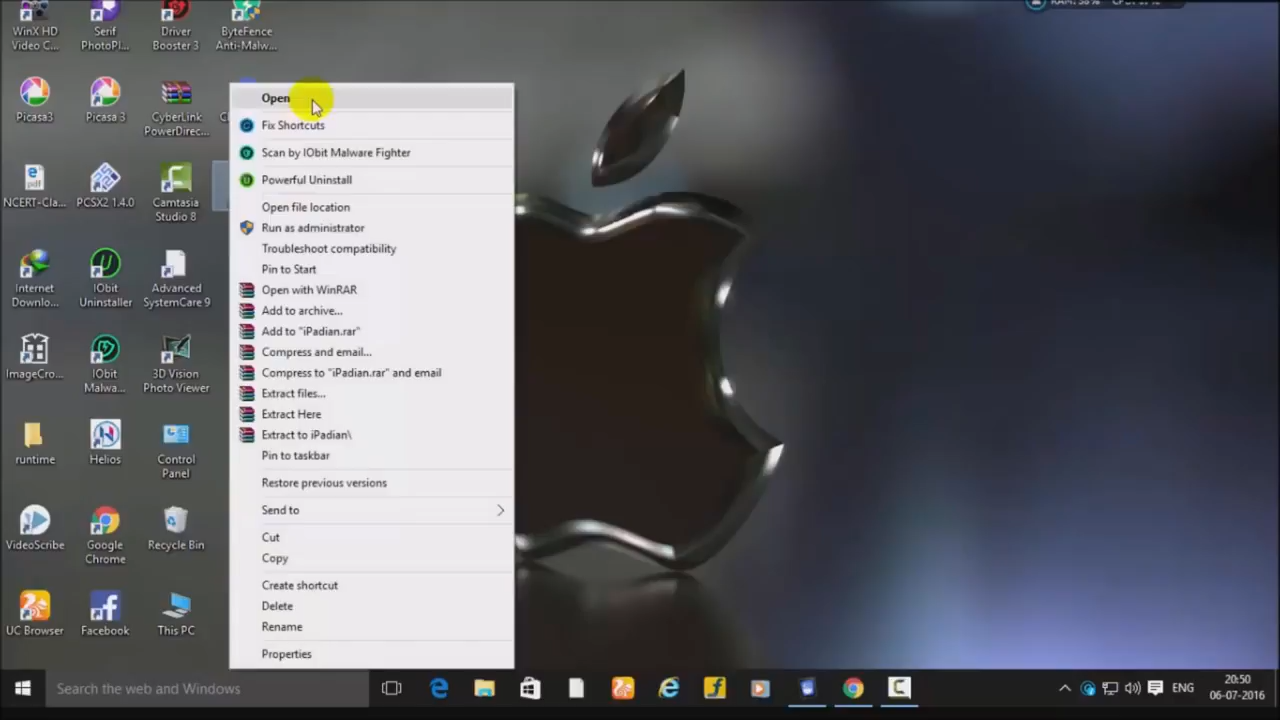 WinX HD
Video C...
Serif
PhotoPl...
Driver
Booster 3
ByteFence
Anti-Malw...
Picasa3
Picasa 3
CyberLink
PowerDirec...
NCERT-Cla...
PCSX2 1.4.0
Camtasia
Studio 8
Internet
Downlo...
IObit
Uninstaller
Advanced
SystemCare 9
ImageCro...
IObit
Malwa...
3D Vision
Photo Viewer
runtime
Helios
Control
Panel
VideoScribe
Google
Chrome
Recycle Bin
UC Browser
Facebook
This PC
Open
Fix Shortcuts
Scan by IObit Malware Fighter
Powerful Uninstall
Open file location
Run as administrator
Troubleshoot compatibility
Pin to Start
Open with WinRAR
Add to archive...
Add to "iPadian.rar"
Compress and email...
Compress to "iPadian.rar" and email
Extract files...
Extract Here
Extract to iPadian\
Pin to taskbar
Restore previous versions
Send to
Cut
Copy
Create shortcut
Delete
Rename
Properties
Search the web and Windows
ENG
20:50
06-07-2016